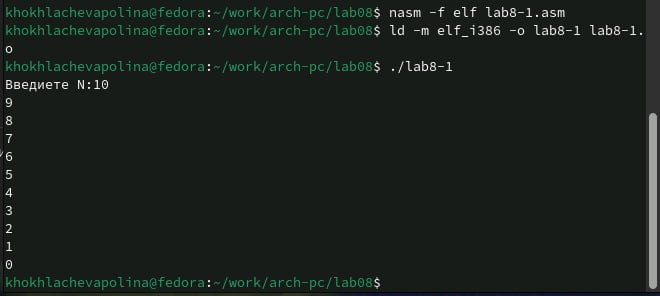 khokhlachevapolina@fedora:~/work/arch-pc/lab08$ nasm -f elf lab8-1.asm
khokhlachevapolina@fedora:~/work/arch-pc/lab08$ ld -m elf_i386 -o lab8-1 lab8-1.
o
khokhlachevapolina@fedora:~/work/arch-pc/lab08$ ./lab8-1
Введиете N:10
9
8
7
6
5
4
3
2
1
0
khokhlachevapolina@fedora:~/work/arch-pc/lab08$